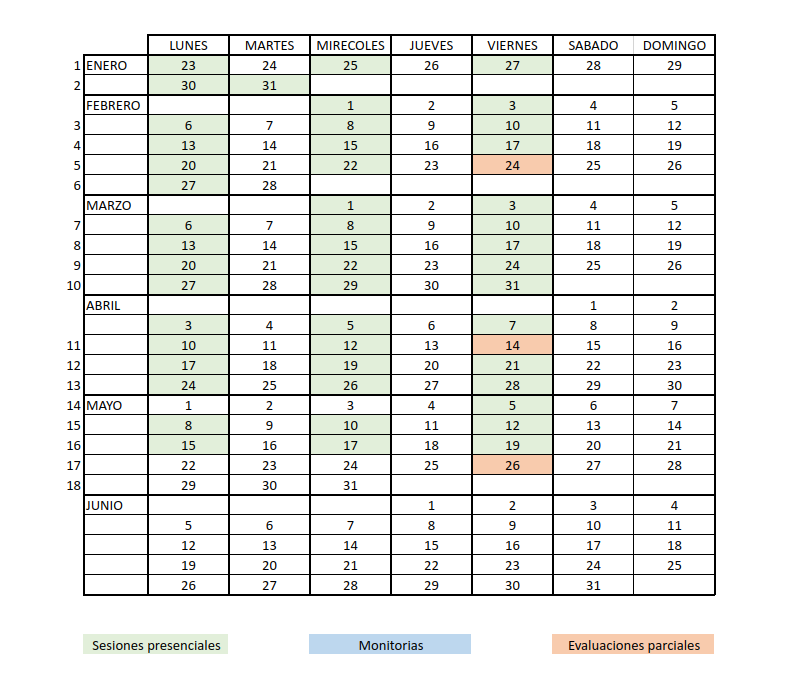 LUNES MARTES MIRECOLES JUEVES VIERNES SABADO DOMINGO
1 ENERO 23 24 25 26 27 28 29
2 30 31
FEBRERO 1 2 3 4 5
3 6 7 8 9 10 11 12
4 13 14 15 16 17 18 19
5 20 21 22 23 24 25 26
6 27 28
MARZO 1 2 3 4 5
7 6 7 8 9 10 11 12
8 13 14 15 16 17 18 19
9 20 21 22 23 24 25 26
10 27 28 29 30 31
ABRIL 1 2
3 4 5 6 7 8 9
11 10 11 12 13 14 15 16
12 17 18 19 20 21 22 23
13 24 25 26 27 28 29 30
14 MAYO 1 2 3 4 5 6 7
15 8 9 10 11 12 13 14
16 15 16 17 18 19 20 21
17 22 23 24 25 26 27 28
18 29 30 31
JUNIO 1 2 3 4
5 6 7 8 9 10 11
12 13 14 15 16 17 18
19 20 21 22 23 24 25
26 27 28 29 30 31
Sesiones presenciales Monitorias Evaluaciones parciales